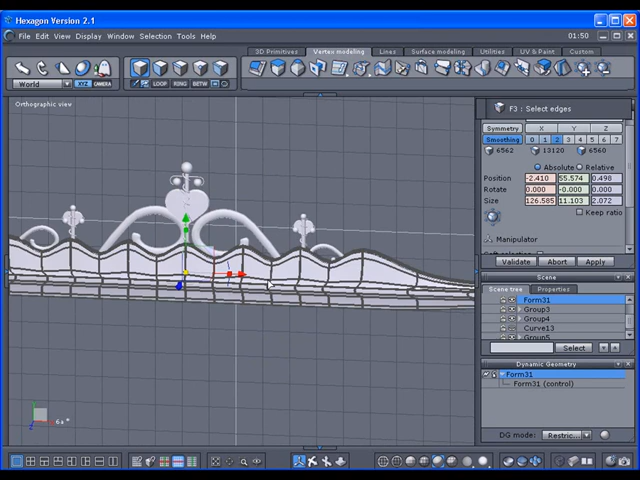 Hexagon Version 2.1
File Edit View Display Window Selection Tools Help
01:50
3D Primitives Vertex modeling Lines Surface modeling Utilities UV & Paint Custom
World
XYZ CAMERA LOOP RING BETW
Orthographic view
F3 : Select edges
Symmetry X Y Z
Smoothing 0 1 2 3 4 5 6 7
6562 13120 6560
Absolute Relative
Position -2.410 55.574 0.498
Rotate 0.000 -0.000 0.000
Size 126.585 11.103 2.072
Keep ratio
Manipulator
Validate Abort Apply
Scene
Scene tree Properties
Form31
Group3
Group4
Curve13
Group5
Select
Dynamic Geometry
Form31
Form31 (control)
DG mode: Restric...